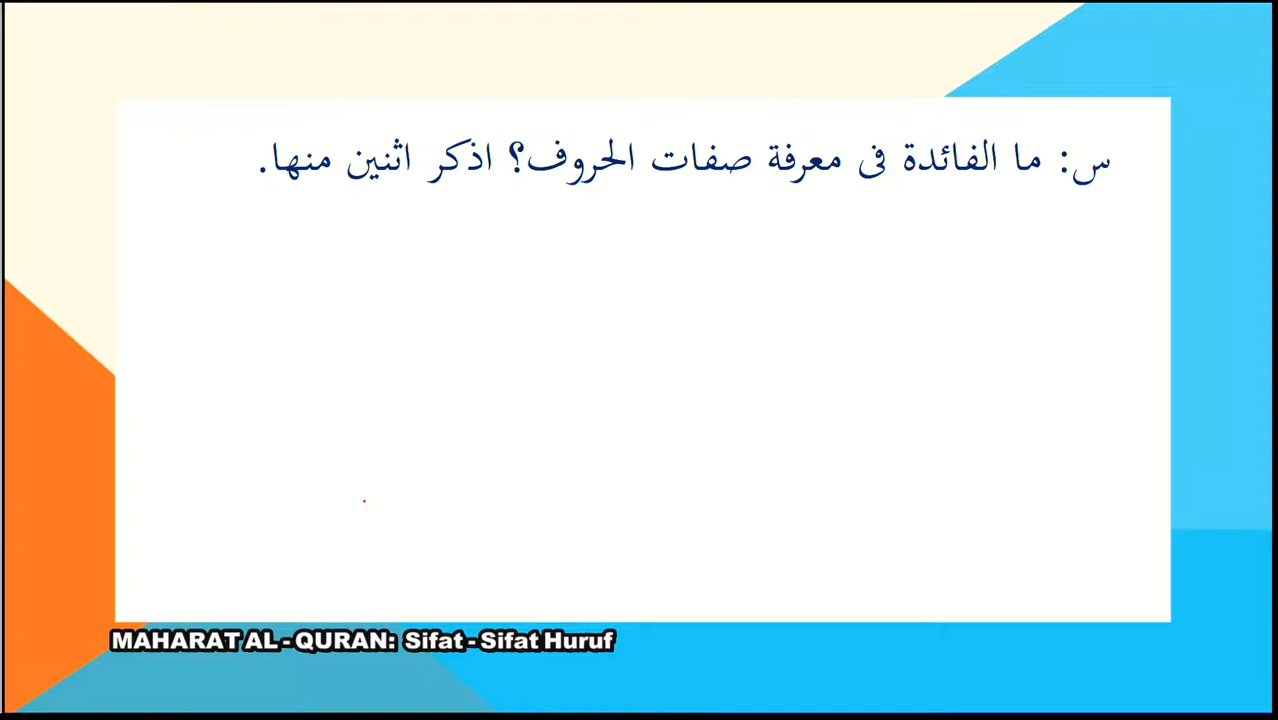 س: ما الفائدة فى معرفة صفات الحروف؟ اذكر اثنين منها.
MAHARAT AL-QURAN: Sifat-Sifat Huruf